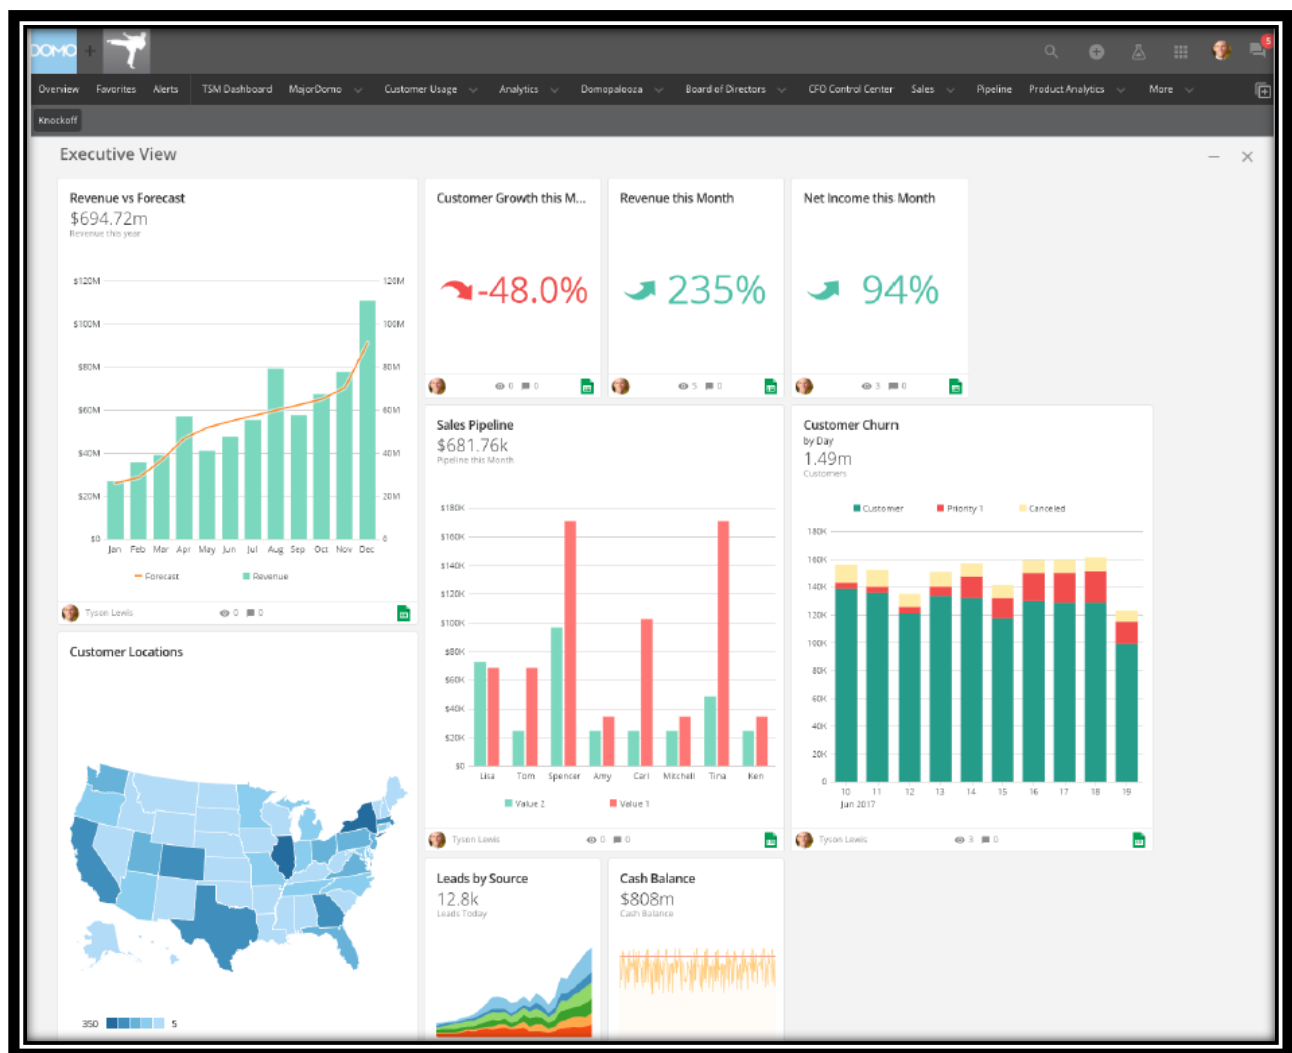 DOMO +
5
Overview Favorites Alerts TSM Dashboard MajorDomo Customer Usage Analytics Domopalooza Board of Directors CFO Control Center Sales Pipeline Product Analytics More
Knockoff
Executive View
Revenue vs Forecast
$694.72m
Revenue this year
$120M 120M
$100M 100M
$80M 80M
$60M 60M
$40M 40M
$20M 20M
$0 0
Jan Feb Mar Apr May Jun Jul Aug Sep Oct Nov Dec
Forecast Revenue
Tyson Lewis 0 0
Customer Growth this M...
-48.0%
0 0
Revenue this Month
235%
5 0
Net Income this Month
94%
3 0
Sales Pipeline
$681.76k
Pipeline this Month
$180K
$160K
$140K
$120K
$100K
$80K
$60K
$40K
$20K
$0
Lisa Tom Spencer Amy Carl Mitchell Tina Ken
Value 2 Value 1
Tyson Lewis 0 0
Customer Churn
by Day
1.49m
Customers
Customer Priority 1 Canceled
180K
160K
140K
120K
100K
80K
60K
40K
20K
0
10 11 12 13 14 15 16 17 18 19
Jun 2017
Tyson Lewis 3 0
Customer Locations
350 5
Leads by Source
12.8k
Leads Today
Cash Balance
$808m
Cash Balance